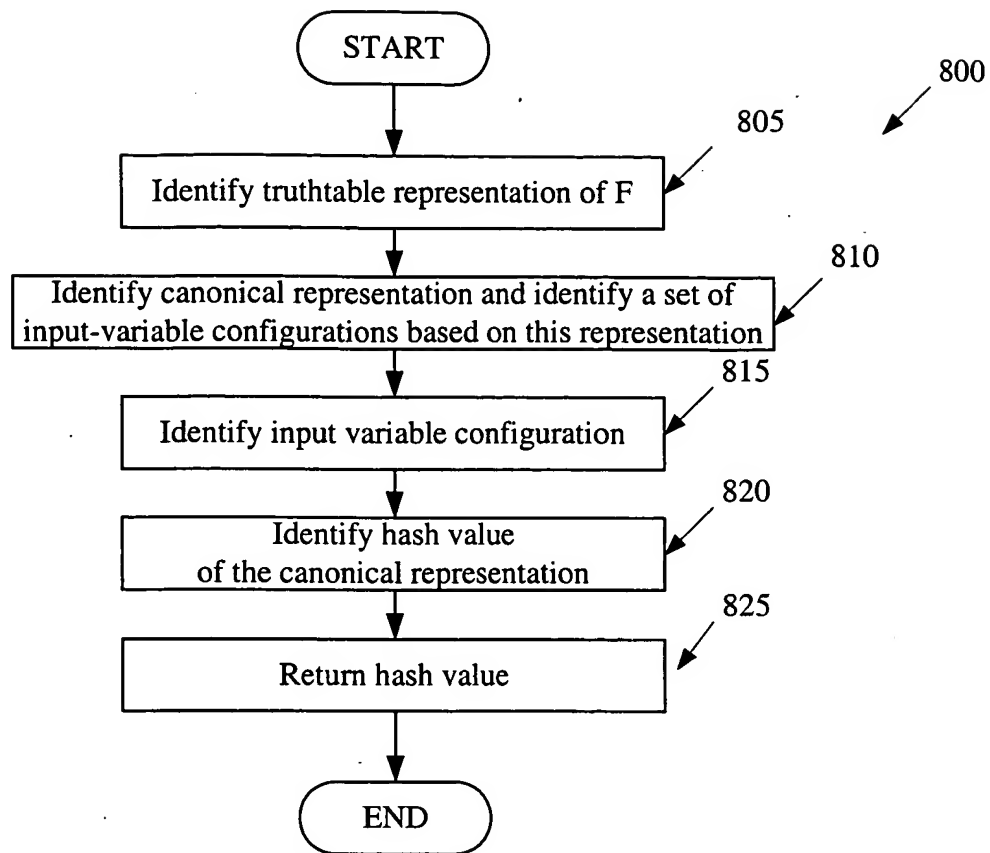 START
800
805
Identify truthtable representation of F
810
Identify canonical representation and identify a set of
input-variable configurations based on this representation
815
Identify input variable configuration
820
Identify hash value
of the canonical representation
825
Return hash value
END